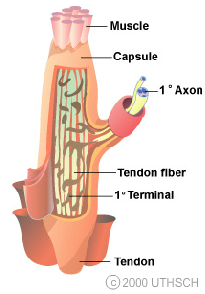 Muscle
Capsule
1° Axon
Tendon fiber
1° Terminal
Tendon
© 2000 UTHSCH